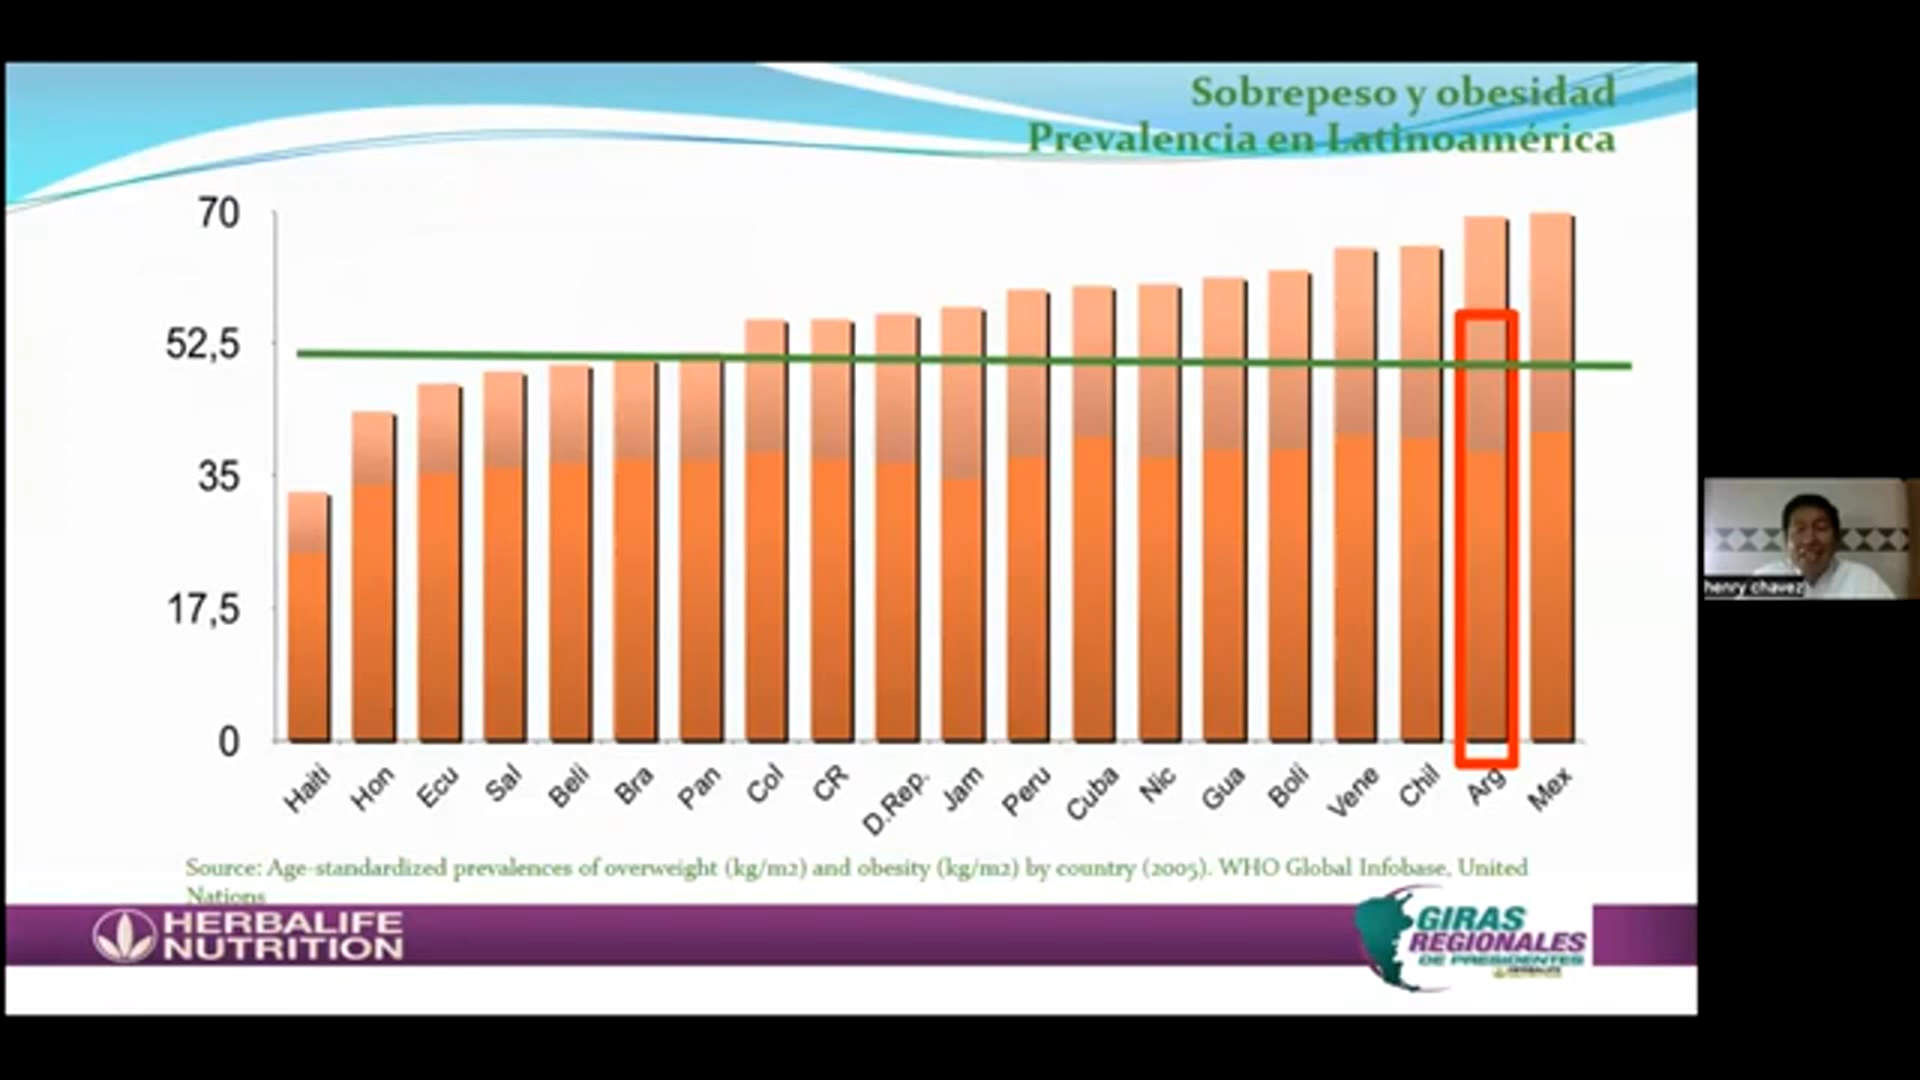 Sobrepeso y obesidad
Prevalencia en Latinoamérica
70
52,5
35
17,5
0
Haiti
Hon
Ecu
Sal
Beli
Bra
Pan
Col
CR
D.Rep.
Jam
Peru
Cuba
Nic
Gua
Boli
Vene
Chil
Arg
Mex
henry chavez
Source: Age-standardized prevalences of overweight (kg/m2) and obesity (kg/m2) by country (2005). WHO Global Infobase, United
Nations
HERBALIFE
NUTRITION
GIRAS
REGIONALES
DE PRESIDENTES
HERBALIFE